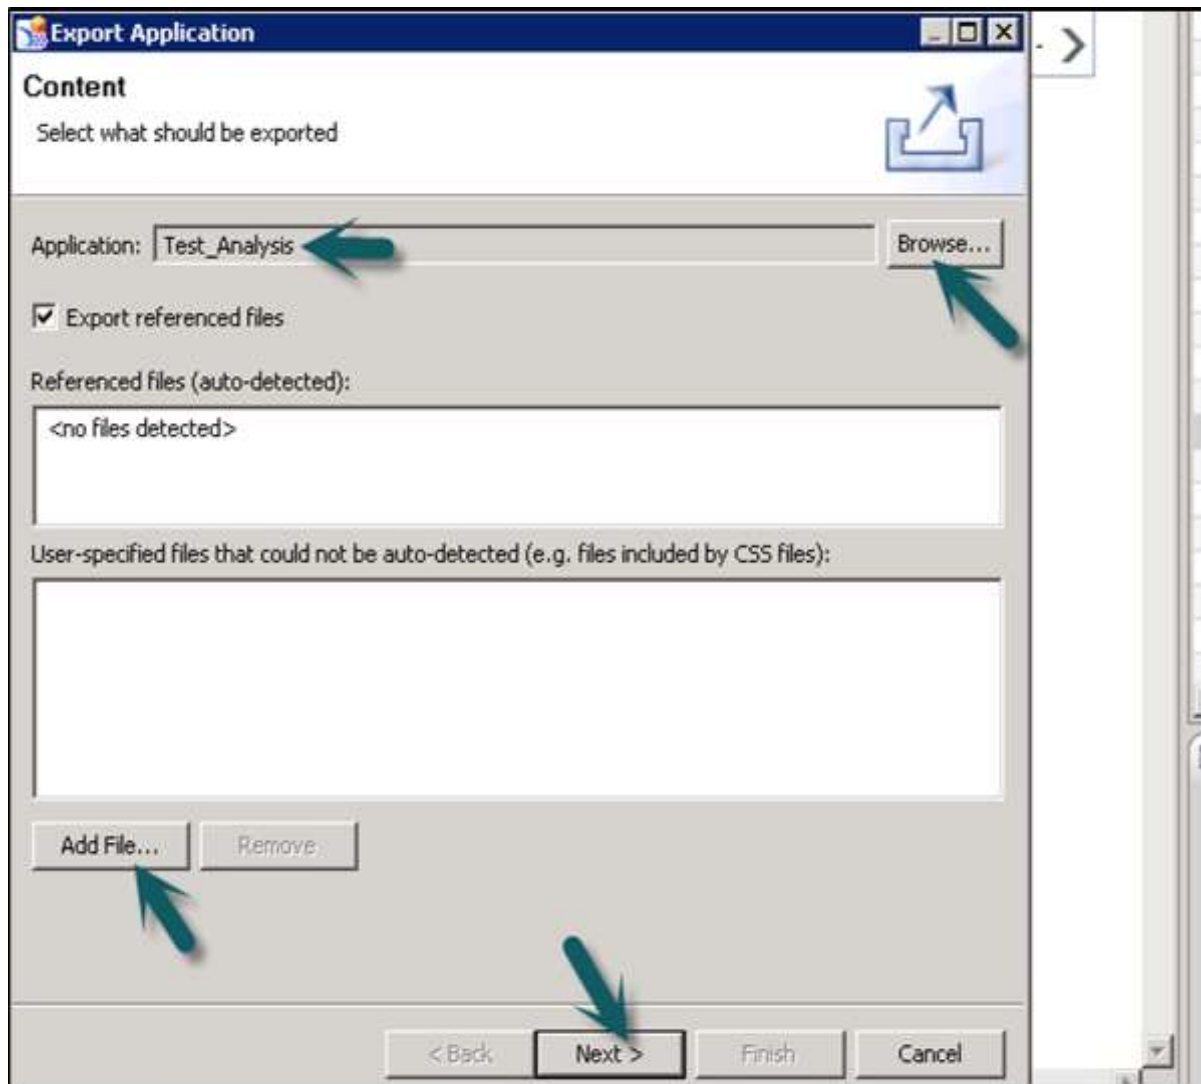 Export Application
Content
Select what should be exported
Application: Test_Analysis Browse...
Export referenced files
Referenced files (auto-detected):
<no files detected>
User-specified files that could not be auto-detected (e.g. files included by CSS files):
Add File... Remove
< Back Next > Finish Cancel